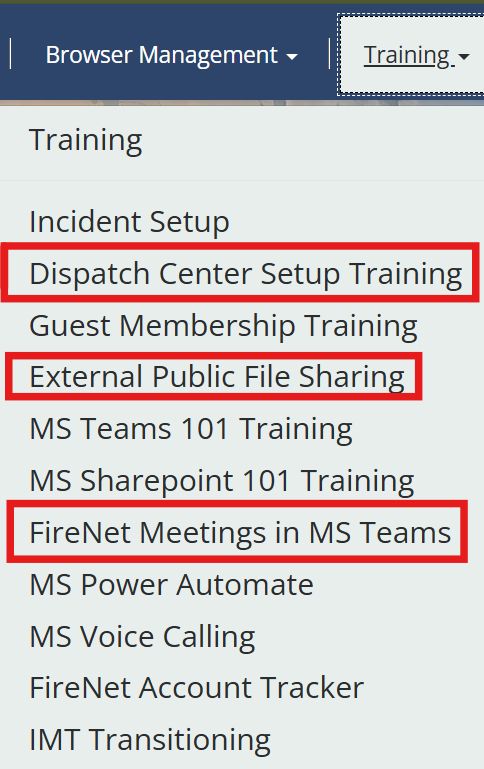 Browser Management Training
Training
Incident Setup
Dispatch Center Setup Training
Guest Membership Training
External Public File Sharing
MS Teams 101 Training
MS Sharepoint 101 Training
FireNet Meetings in MS Teams
MS Power Automate
MS Voice Calling
FireNet Account Tracker
IMT Transitioning